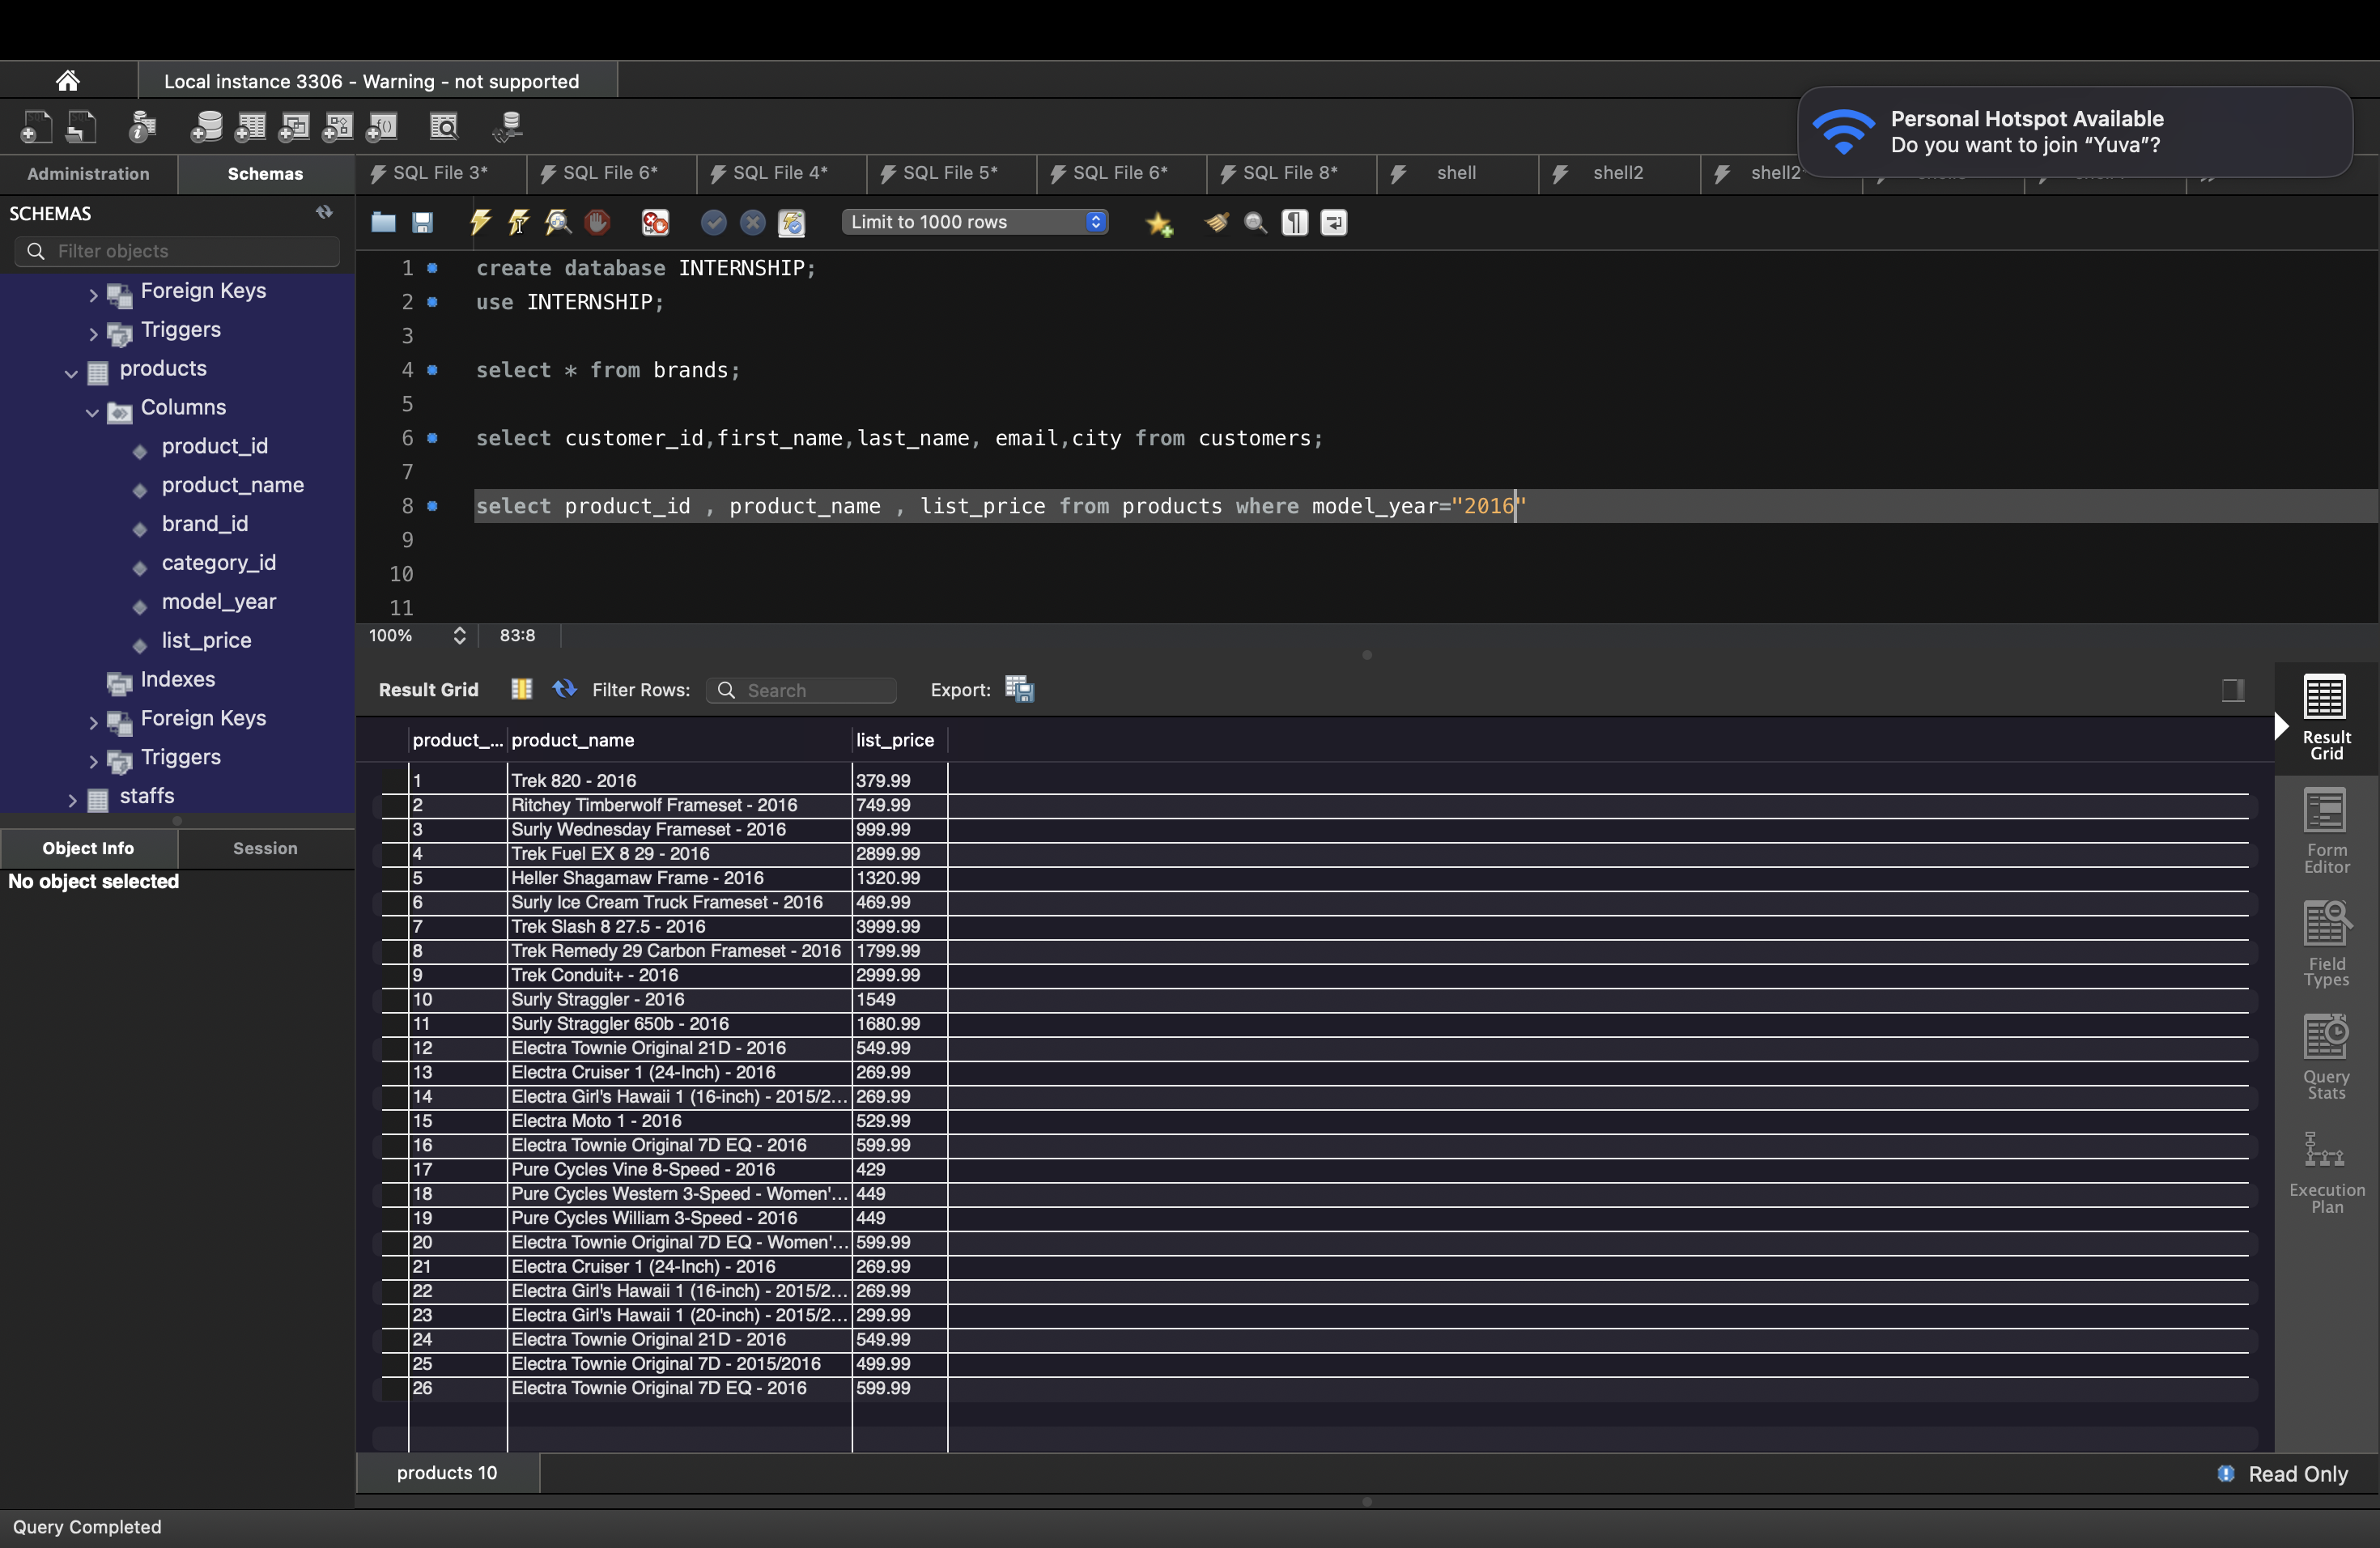 Local instance 3306 - Warning - not supported
Personal Hotspot Available
Do you want to join “Yuva”?
Administration
Schemas
SQL File 3*
SQL File 6*
SQL File 4*
SQL File 5*
SQL File 6*
SQL File 8*
shell
shell2
shell2
SCHEMAS
Filter objects
Limit to 1000 rows
Foreign Keys
Triggers
products
Columns
product_id
product_name
brand_id
category_id
model_year
list_price
Indexes
Foreign Keys
Triggers
staffs
Object Info
Session
No object selected
1 create database INTERNSHIP;
2 use INTERNSHIP;
3
4 select * from brands;
5
6 select customer_id,first_name,last_name, email,city from customers;
7
8 select product_id , product_name , list_price from products where model_year="2016"
9
10
11
100%
83:8
Result Grid
Filter Rows:
Search
Export:
product_... product_name list_price
1 Trek 820 - 2016 379.99
2 Ritchey Timberwolf Frameset - 2016 749.99
3 Surly Wednesday Frameset - 2016 999.99
4 Trek Fuel EX 8 29 - 2016 2899.99
5 Heller Shagamaw Frame - 2016 1320.99
6 Surly Ice Cream Truck Frameset - 2016 469.99
7 Trek Slash 8 27.5 - 2016 3999.99
8 Trek Remedy 29 Carbon Frameset - 2016 1799.99
9 Trek Conduit+ - 2016 2999.99
10 Surly Straggler - 2016 1549
11 Surly Straggler 650b - 2016 1680.99
12 Electra Townie Original 21D - 2016 549.99
13 Electra Cruiser 1 (24-Inch) - 2016 269.99
14 Electra Girl's Hawaii 1 (16-inch) - 2015/2... 269.99
15 Electra Moto 1 - 2016 529.99
16 Electra Townie Original 7D EQ - 2016 599.99
17 Pure Cycles Vine 8-Speed - 2016 429
18 Pure Cycles Western 3-Speed - Women'... 449
19 Pure Cycles William 3-Speed - 2016 449
20 Electra Townie Original 7D EQ - Women'... 599.99
21 Electra Cruiser 1 (24-Inch) - 2016 269.99
22 Electra Girl's Hawaii 1 (16-inch) - 2015/2... 269.99
23 Electra Girl's Hawaii 1 (20-inch) - 2015/2... 299.99
24 Electra Townie Original 21D - 2016 549.99
25 Electra Townie Original 7D - 2015/2016 499.99
26 Electra Townie Original 7D EQ - 2016 599.99
Result
Grid
Form
Editor
Field
Types
Query
Stats
Execution
Plan
products 10
Read Only
Query Completed